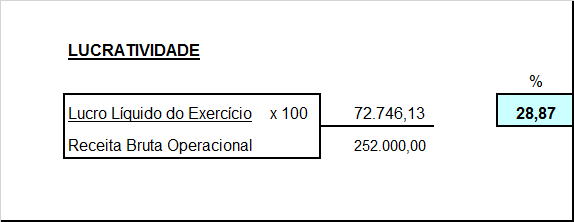 LUCRATIVIDADE
%
Lucro Líquido do Exercício x 100 72.746,13 28,87
Receita Bruta Operacional 252.000,00